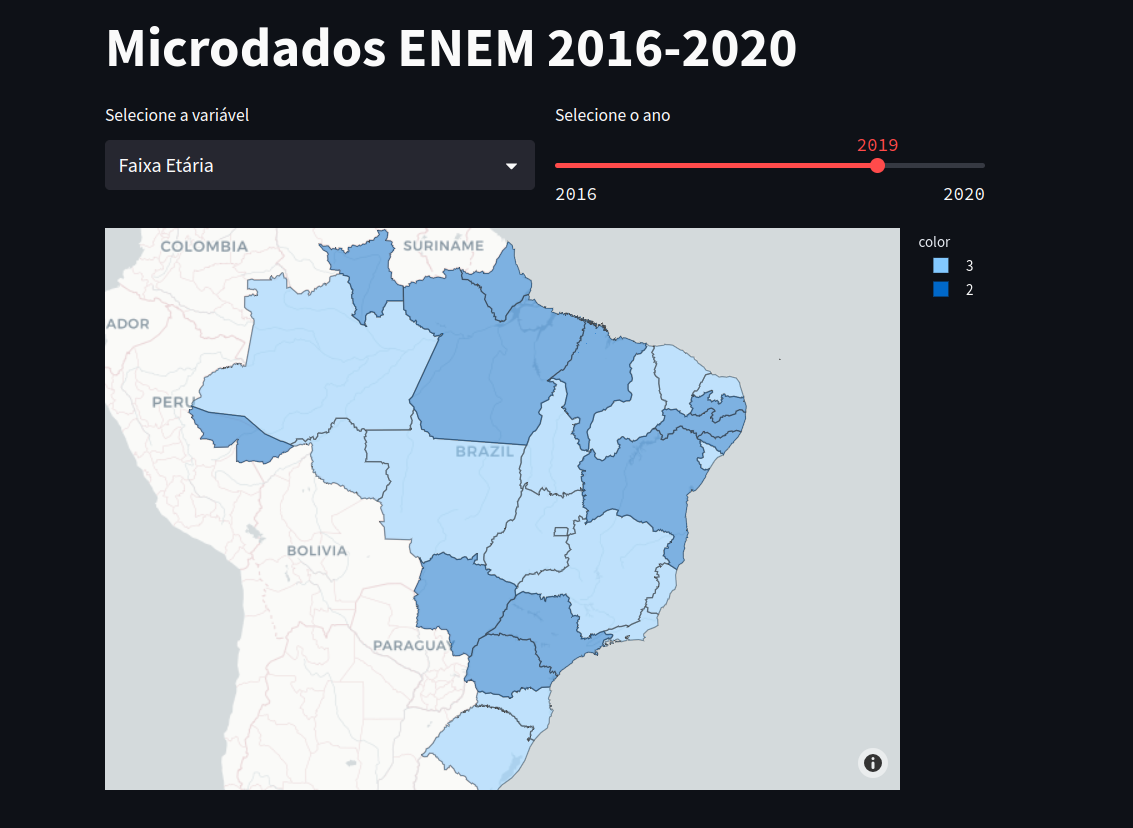 Microdados ENEM 2016-2020
Selecione a variável
Selecione o ano
Faixa Etária
2019
2016
2020
COLOMBIA
SURINAME
color
3
2
ADOR
PERU
BRAZIL
BOLIVIA
PARAGUAY